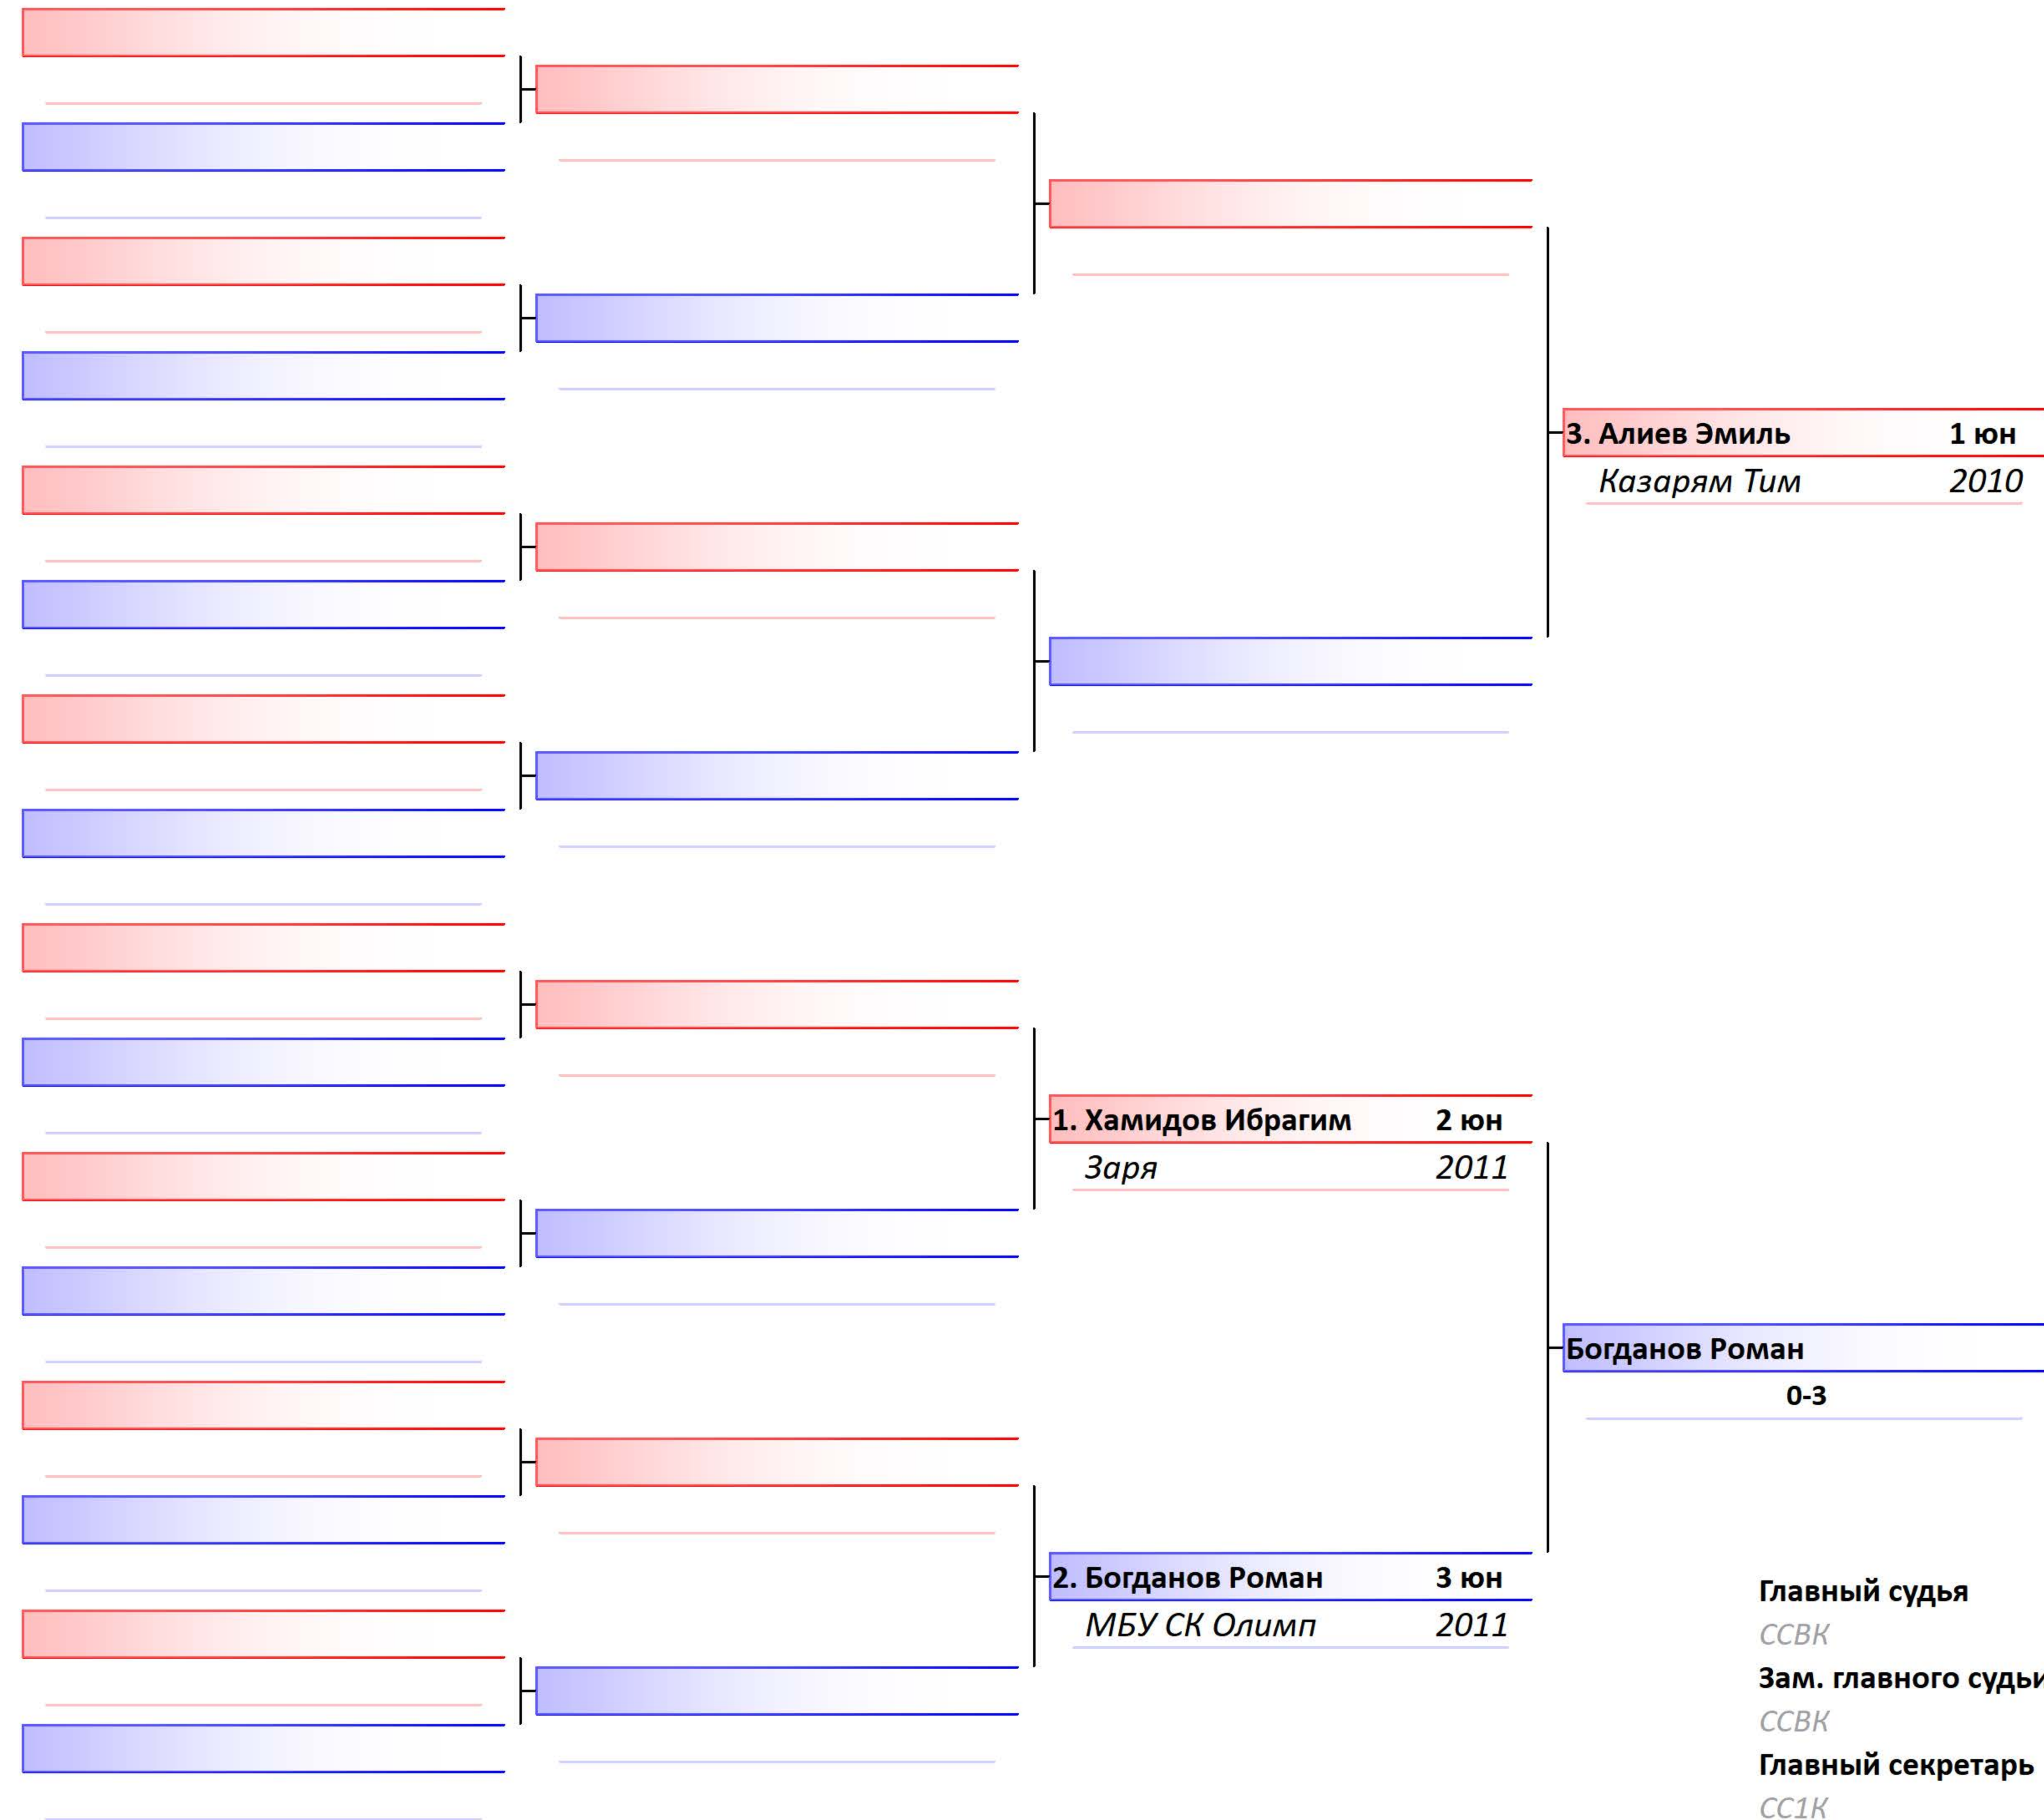 3. Алиев Эмиль 1 юн
Казарям Тим 2010
1. Хамидов Ибрагим 2 юн
Заря 2011
Богданов Роман
0-3
2. Богданов Роман 3 юн
МБУ СК Олимп 2011
Главный судья
ССВК
Зам. главного судьи
ССВК
Главный секретарь
СС1К